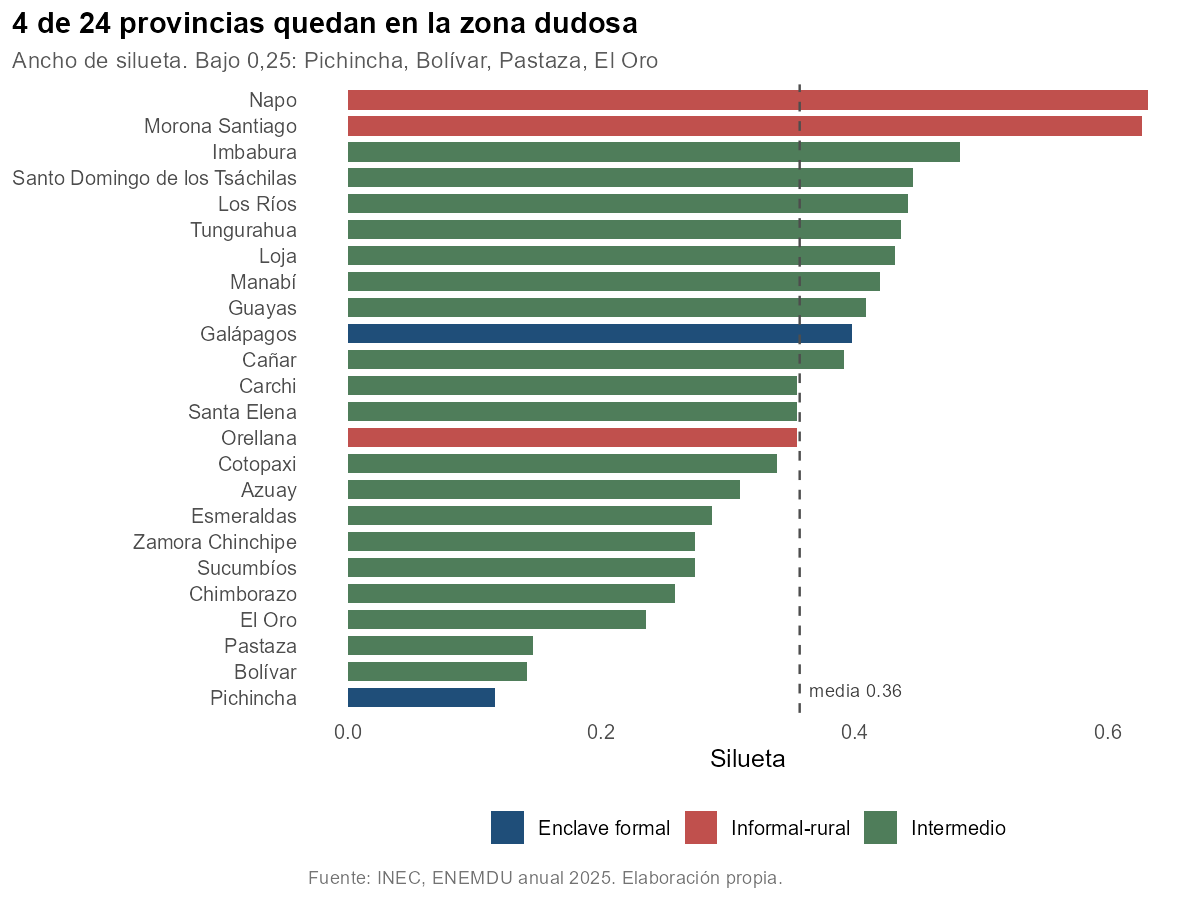 4 de 24 provincias quedan en la zona dudosa
Ancho de silueta. Bajo 0,25: Pichincha, Bolívar, Pastaza, El Oro
Napo
Morona Santiago
Imbabura
Santo Domingo de los Tsáchilas
Los Ríos
Tungurahua
Loja
Manabí
Guayas
Galápagos
Cañar
Carchi
Santa Elena
Orellana
Cotopaxi
Azuay
Esmeraldas
Zamora Chinchipe
Sucumbíos
Chimborazo
El Oro
Pastaza
Bolívar
Pichincha
media 0.36
0.0 0.2 0.4 0.6
Silueta
Enclave formal Informal-rural Intermedio
Fuente: INEC, ENEMDU anual 2025. Elaboración propia.